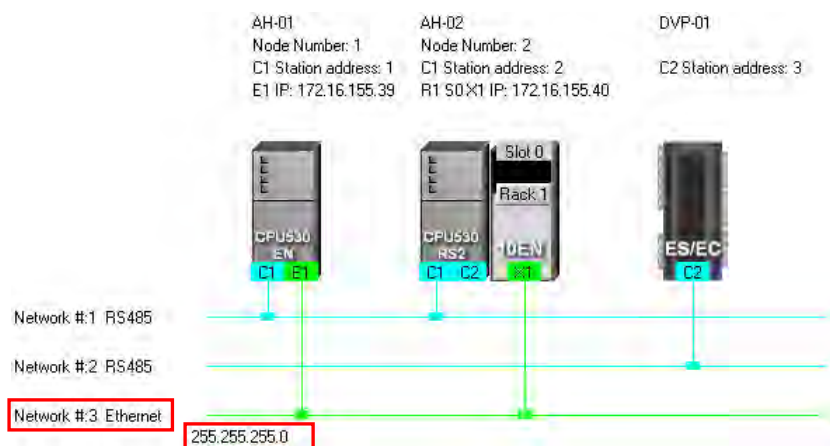 AH-01
Node Number: 1
C1 Station address: 1
E1 IP: 172.16.155.39
AH-02
Node Number: 2
C1 Station address: 2
R1 S0 X1 IP: 172.16.155.40
DVP-01
C2 Station address: 3
CPU530
EN
C1 E1
CPU530
RS2
C1 C2
Slot 0
Rack 1
10EN
X1
ES/EC
C2
Network #:1 RS485
Network #:2 RS485
Network #:3 Ethernet
255.255.255.0